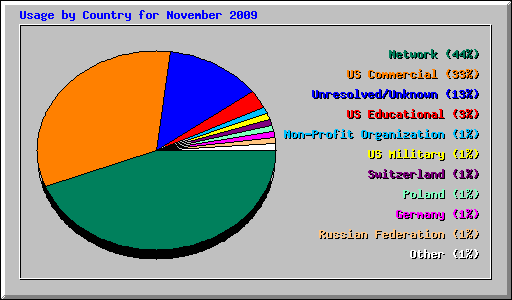 Usage by Country for November 2009
Network (44%)
US Commercial (33%)
Unresolved/Unknown (13%)
US Educational (3%)
Non-Profit Organization (1%)
US Military (1%)
Switzerland (1%)
Poland (1%)
Germany (1%)
Russian Federation (1%)
Other (1%)